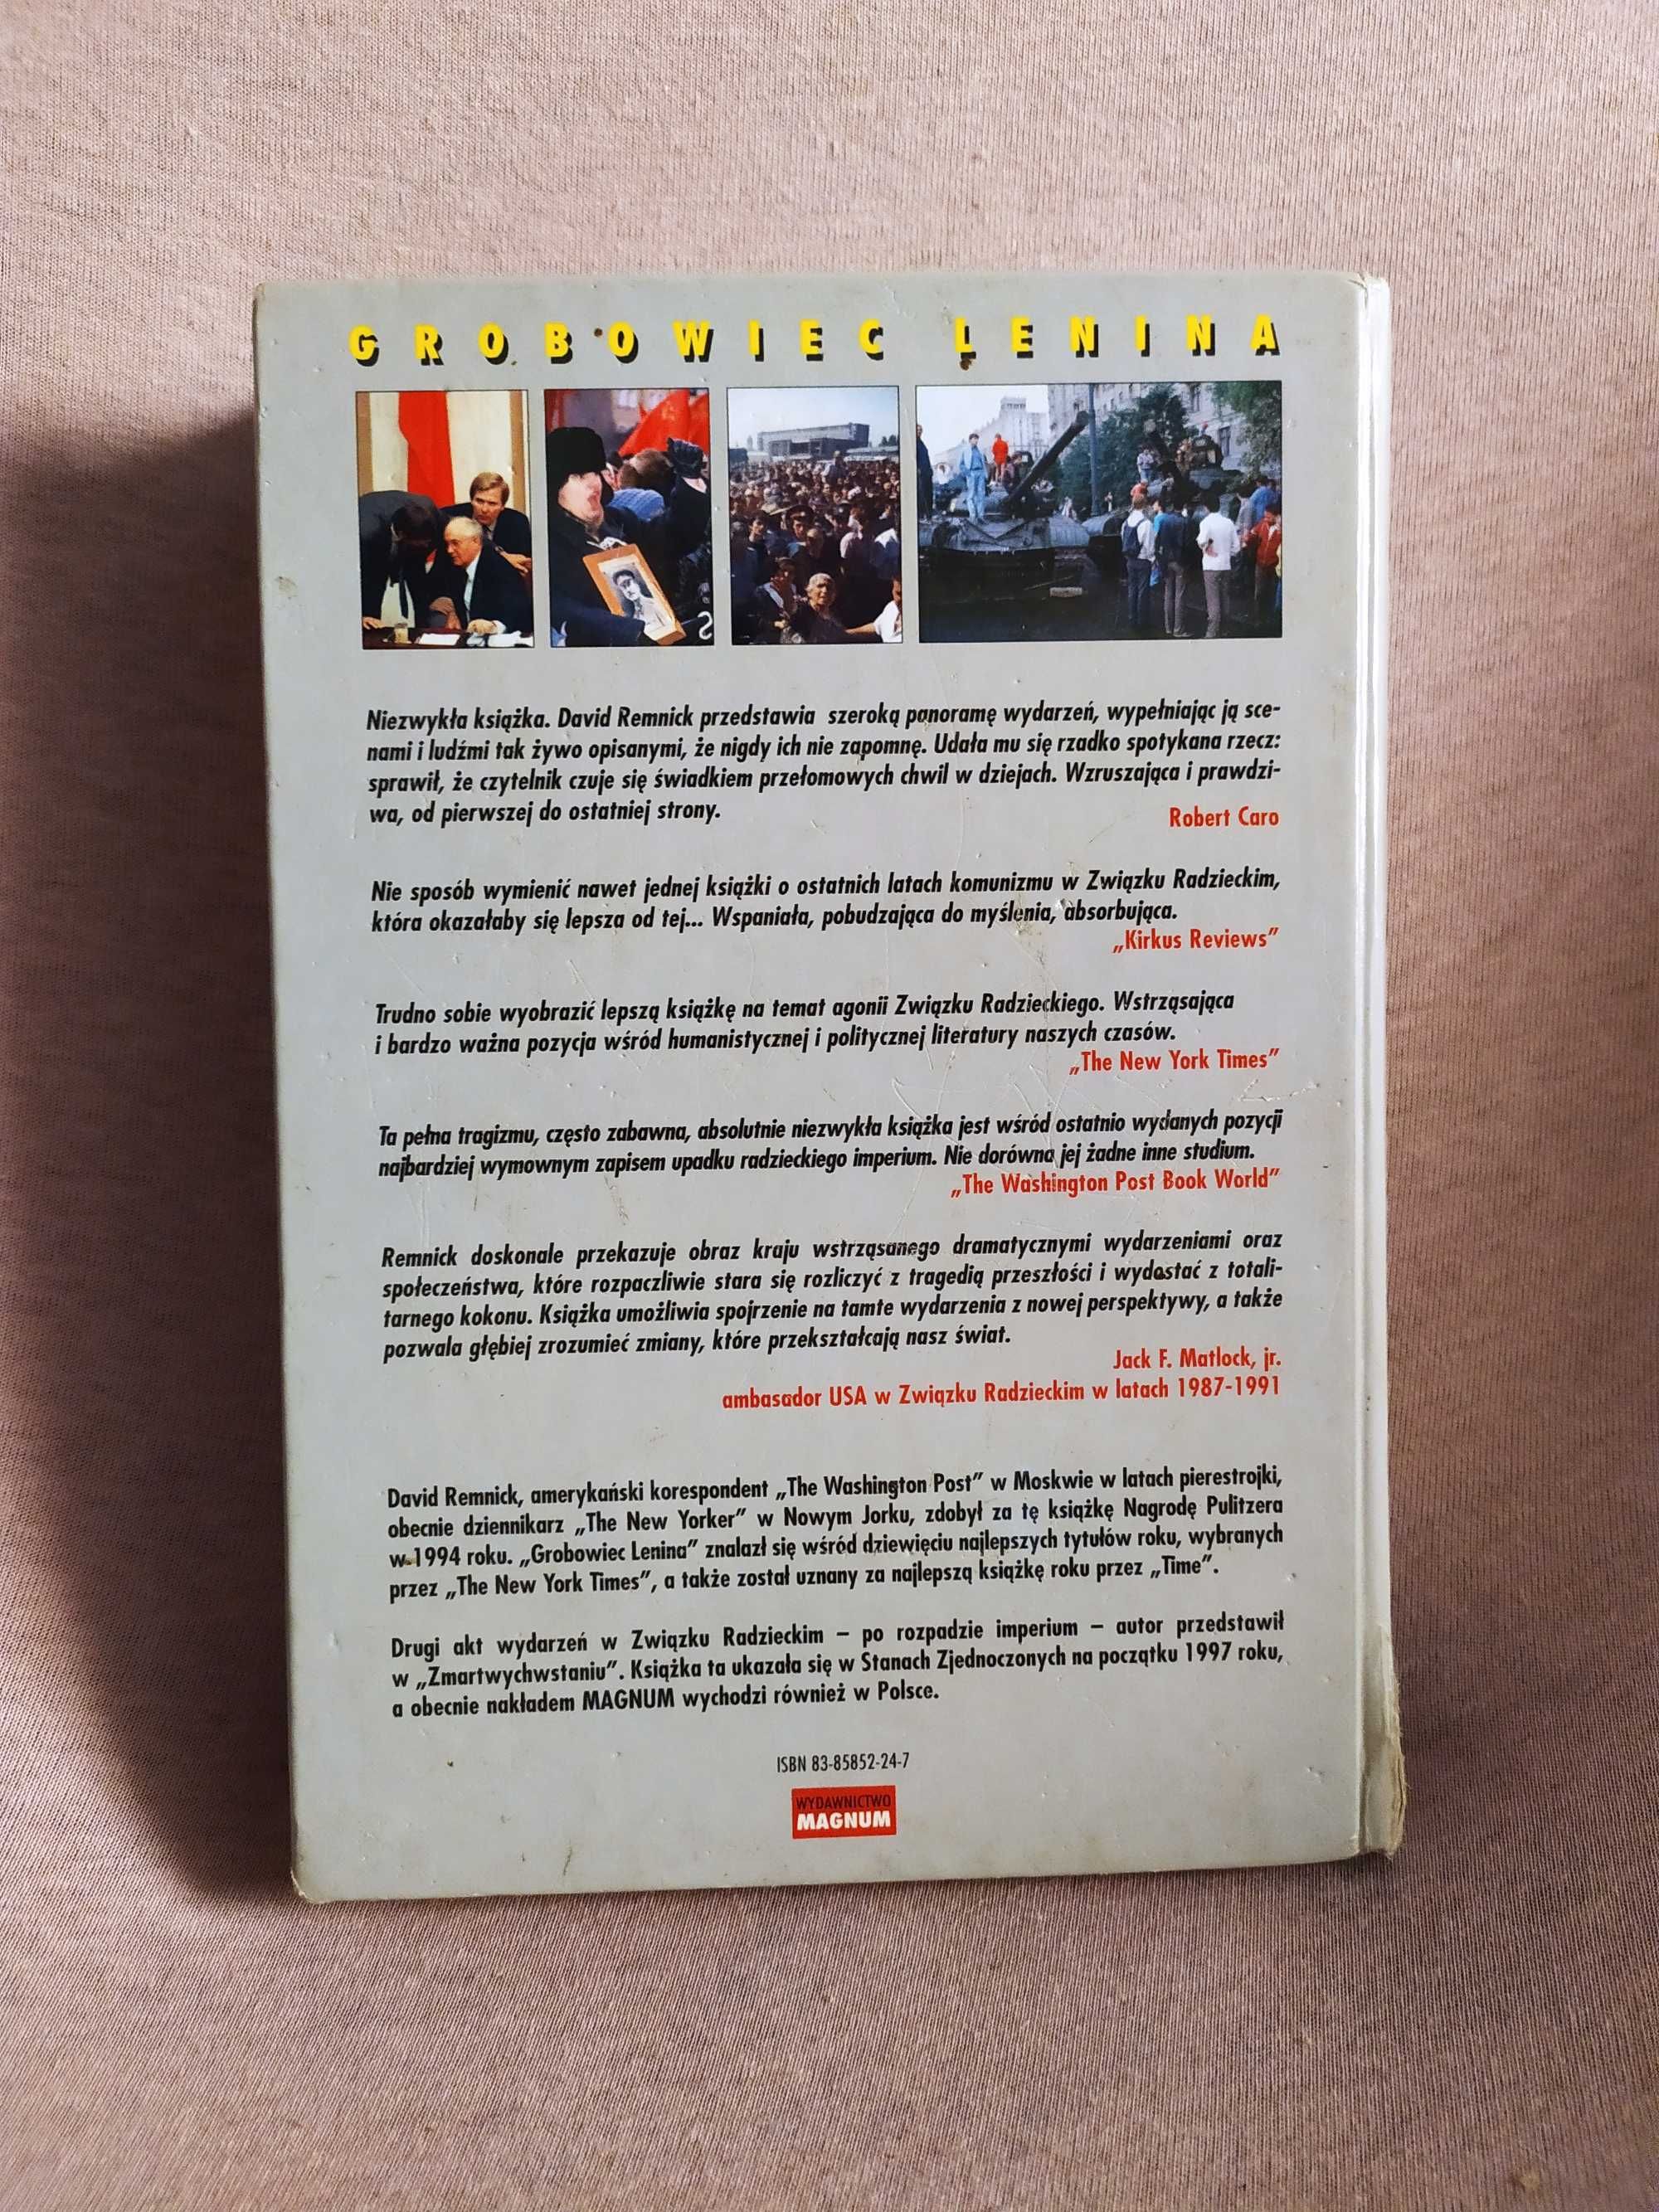 GROBOWIEC LENINA
Niezwykła książka. David Remnick przedstawia szeroką panoramę wydarzeń, wypełniając ją sce-
nami i ludźmi tak żywo opisanymi, że nigdy ich nie zapomnę. Udała mu się rzadko spotykana rzecz:
sprawił, że czytelnik czuje się świadkiem przełomowych chwil w dziejach. Wzruszająca i prawdzi-
wa, od pierwszej do ostatniej strony.
Robert Caro
Nie sposób wymienić nawet jednej książki o ostatnich latach komunizmu w Związku Radzieckim,
która okazałaby się lepsza od tej... Wspaniała, pobudzająca do myślenia, absorbująca.
„Kirkus Reviews”
Trudno sobie wyobrazić lepszą książkę na temat agonii Związku Radzieckiego. Wstrząsająca
i bardzo ważna pozycja wśród humanistycznej i politycznej literatury naszych czasów.
„The New York Times”
Ta pełna tragizmu, często zabawna, absolutnie niezwykła książka jest wśród ostatnio wydanych pozycji
najbardziej wymownym zapisem upadku radzieckiego imperium. Nie dorówna jej żadne inne studium.
„The Washington Post Book World”
Remnick doskonale przekazuje obraz kraju wstrząsanego dramatycznymi wydarzeniami oraz
społeczeństwa, które rozpaczliwie stara się rozliczyć z tragedią przeszłości i wydostać z totali-
tarnego kokonu. Książka umożliwia spojrzenie na tamte wydarzenia z nowej perspektywy, a także
pozwala głębiej zrozumieć zmiany, które przekształcają nasz świat.
Jack F. Matlock, jr.
ambasador USA w Związku Radzieckim w latach 1987-1991
David Remnick, amerykański korespondent „The Washington Post” w Moskwie w latach pierestrojki,
obecnie dziennikarz „The New Yorker” w Nowym Jorku, zdobył za tę książkę Nagrodę Pulitzera
w 1994 roku. „Grobowiec Lenina” znalazł się wśród dziewięciu najlepszych tytułów roku, wybranych
przez „The New York Times”, a także został uznany za najlepszą książkę roku przez „Time”.
Drugi akt wydarzeń w Związku Radzieckim – po rozpadzie imperium – autor przedstawił
w „Zmartwychwstaniu”. Książka ta ukazała się w Stanach Zjednoczonych na początku 1997 roku,
a obecnie nakładem MAGNUM wychodzi również w Polsce.
ISBN 83-85852-24-7
WYDAWNICTWO
MAGNUM